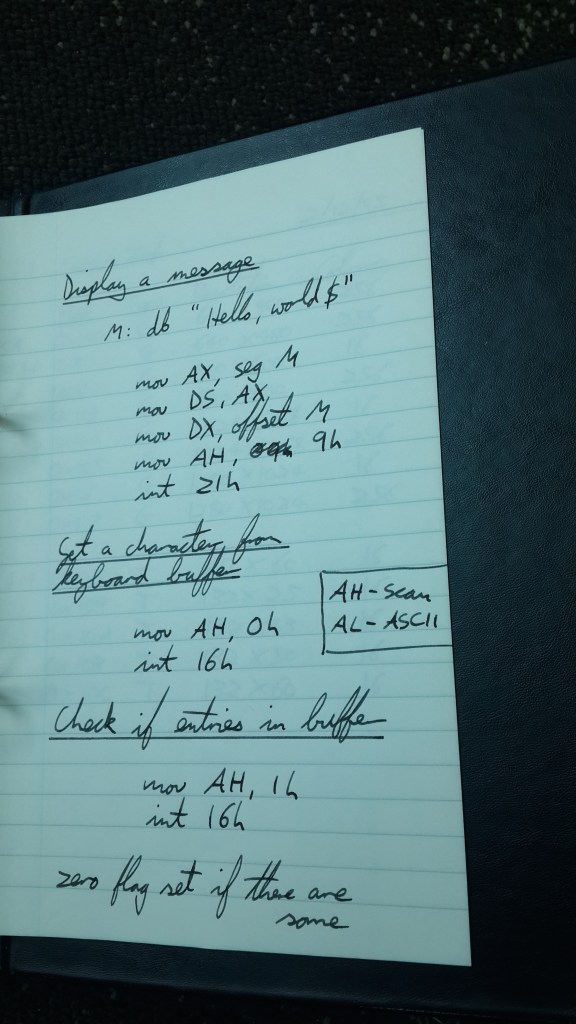 Display a message
M: db "Hello, world$"
mov AX, seg M
mov DS, AX
mov DX, offset M
mov AH, 9h
int 21h
Get a character from
keyboard buffer
mov AH, 0h
int 16h
AH-scan
AL-ASCII
Check if entries in buffer
mov AH, 1h
int 16h
zero flag set if there are
some